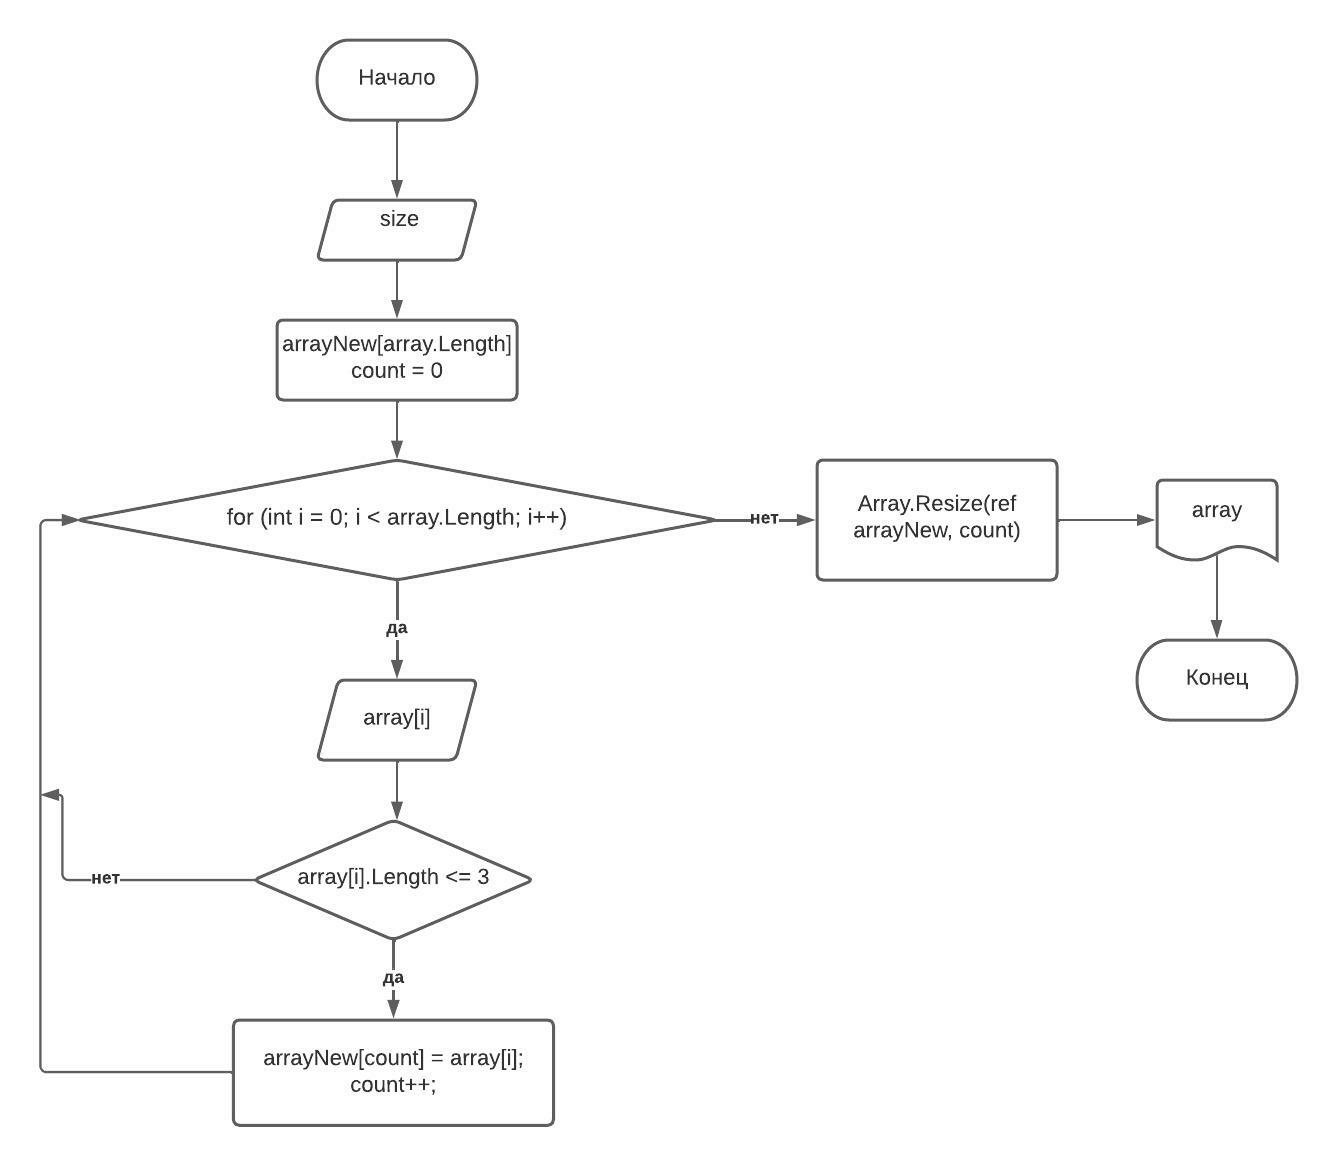 Начало
size
arrayNew[array.Length]
count = 0
for (int i = 0; i < array.Length; i++)
нет
Array.Resize(ref
arrayNew, count)
array
Конец
да
array[i]
array[i].Length <= 3
нет
да
arrayNew[count] = array[i];
count++;